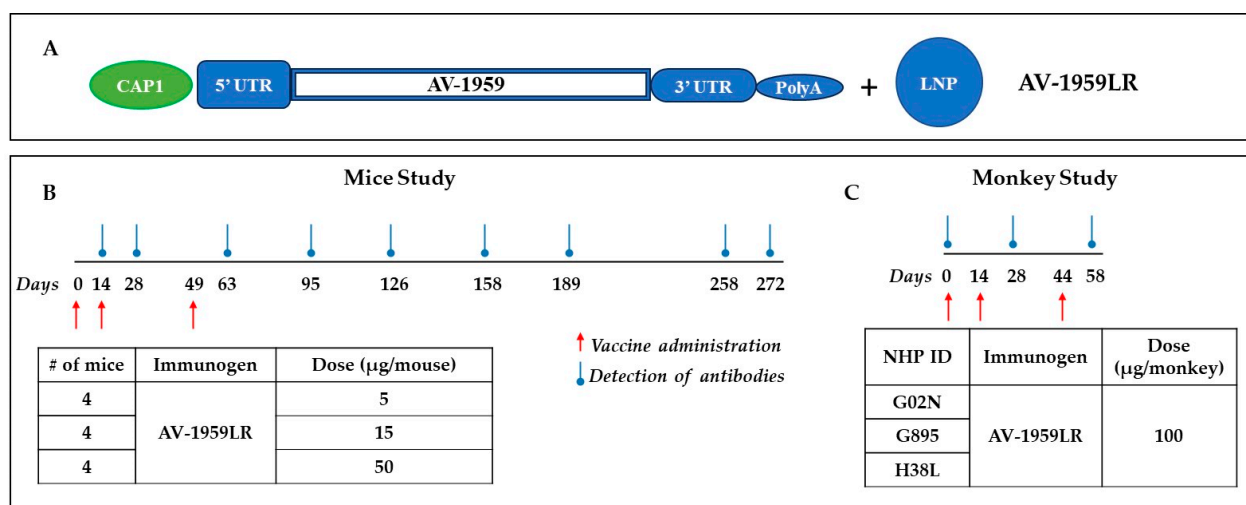 A
CAP1
5' UTR
AV-1959
3' UTR
PolyA
+
LNP
AV-1959LR
B
Mice Study
Days 0 14 28 49 63 95 126 158 189 258 272
Vaccine administration
Detection of antibodies
# of mice Immunogen Dose (μg/mouse)
4 5
4 AV-1959LR 15
4 50
C
Monkey Study
Days 0 14 28 44 58
NHP ID Immunogen Dose
(μg/monkey)
G02N
G895 AV-1959LR 100
H38L